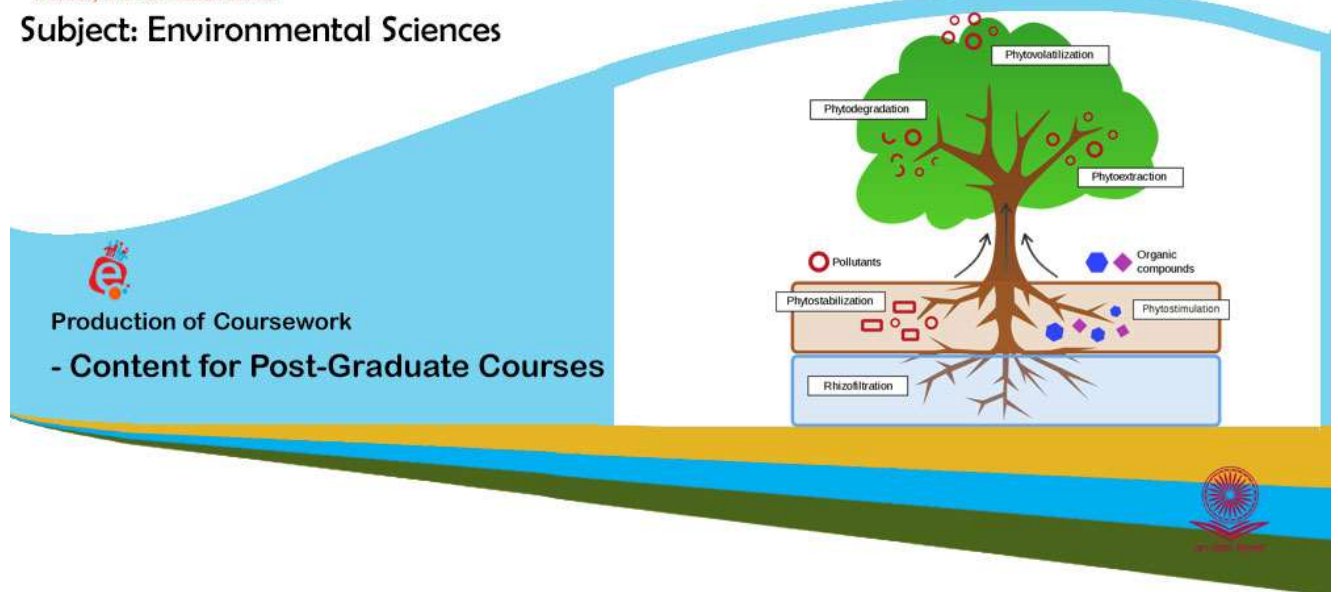 Subject: Environmental Sciences
Phytovolatilization
Phytodegradation
Phytoextraction
Pollutants
Organic
compounds
Phytostabilization
Phytostimulation
Rhizofiltration
Production of Coursework
- Content for Post-Graduate Courses